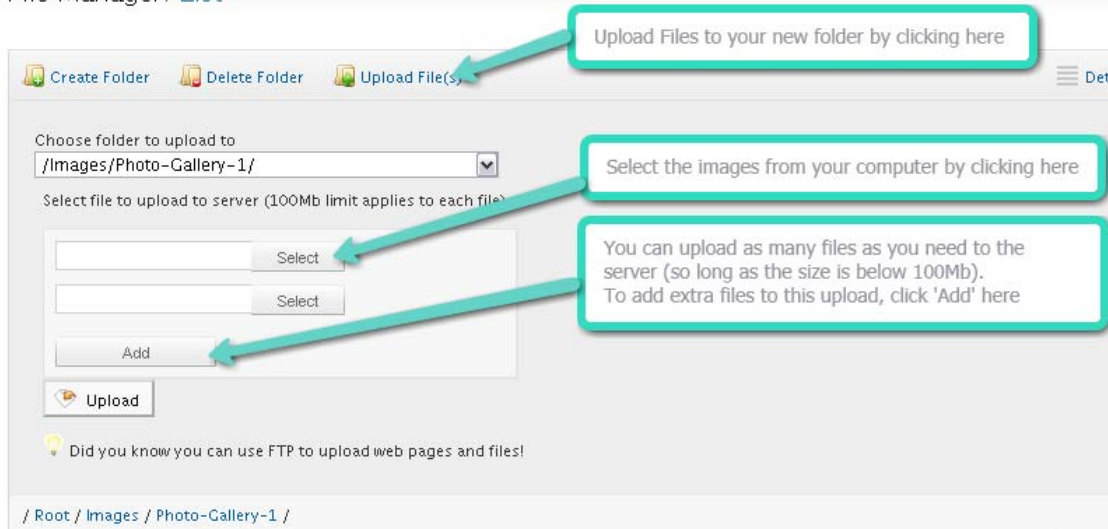 Upload Files to your new folder by clicking here
Create Folder Delete Folder Upload File(s)
Choose folder to upload to
/Images/Photo-Gallery-1/
Select the images from your computer by clicking here
Select file to upload to server (100Mb limit applies to each file)
Select
You can upload as many files as you need to the
server (so long as the size is below 100Mb).
To add extra files to this upload, click 'Add' here
Select
Add
Upload
Did you know you can use FTP to upload web pages and files!
/ Root / Images / Photo-Gallery-1 /